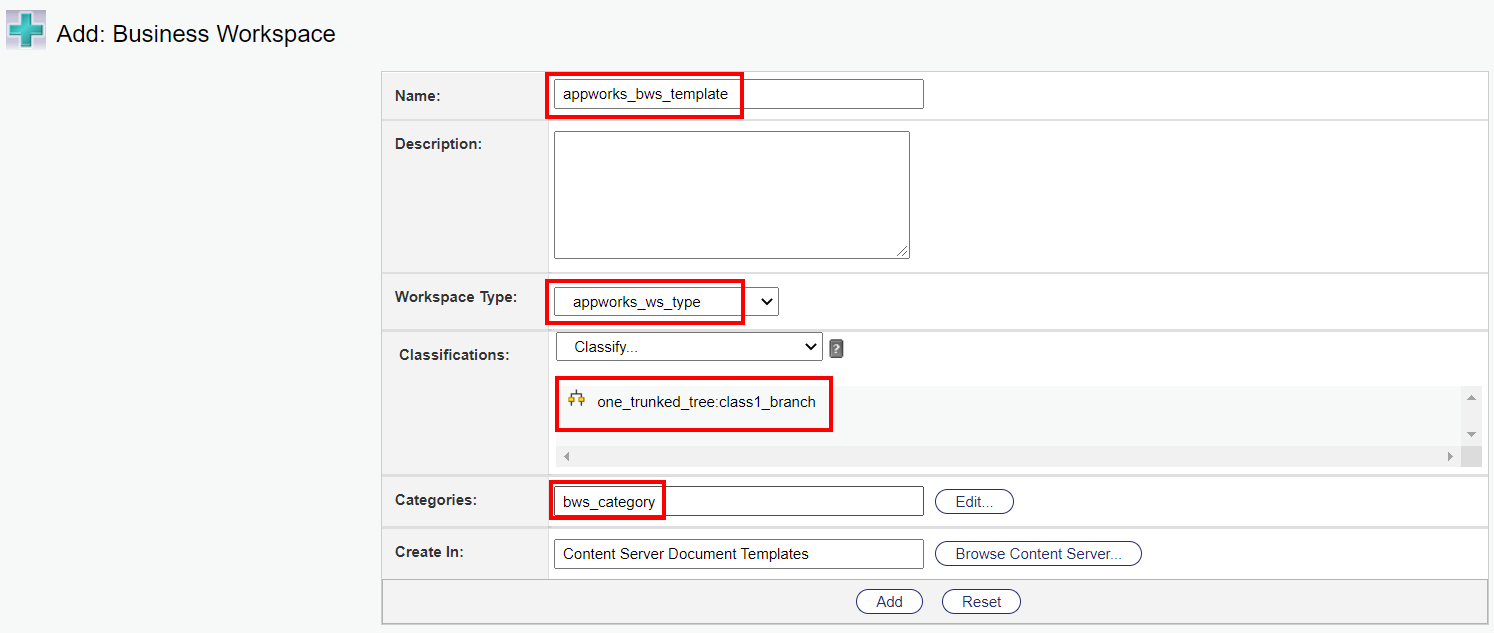 Add: Business Workspace
Name: appworks_bws_template
Description:
Workspace Type: appworks_ws_type
Classifications: Classify... ?
one_trunked_tree:class1_branch
Categories: bws_category Edit...
Create In: Content Server Document Templates Browse Content Server...
Add Reset